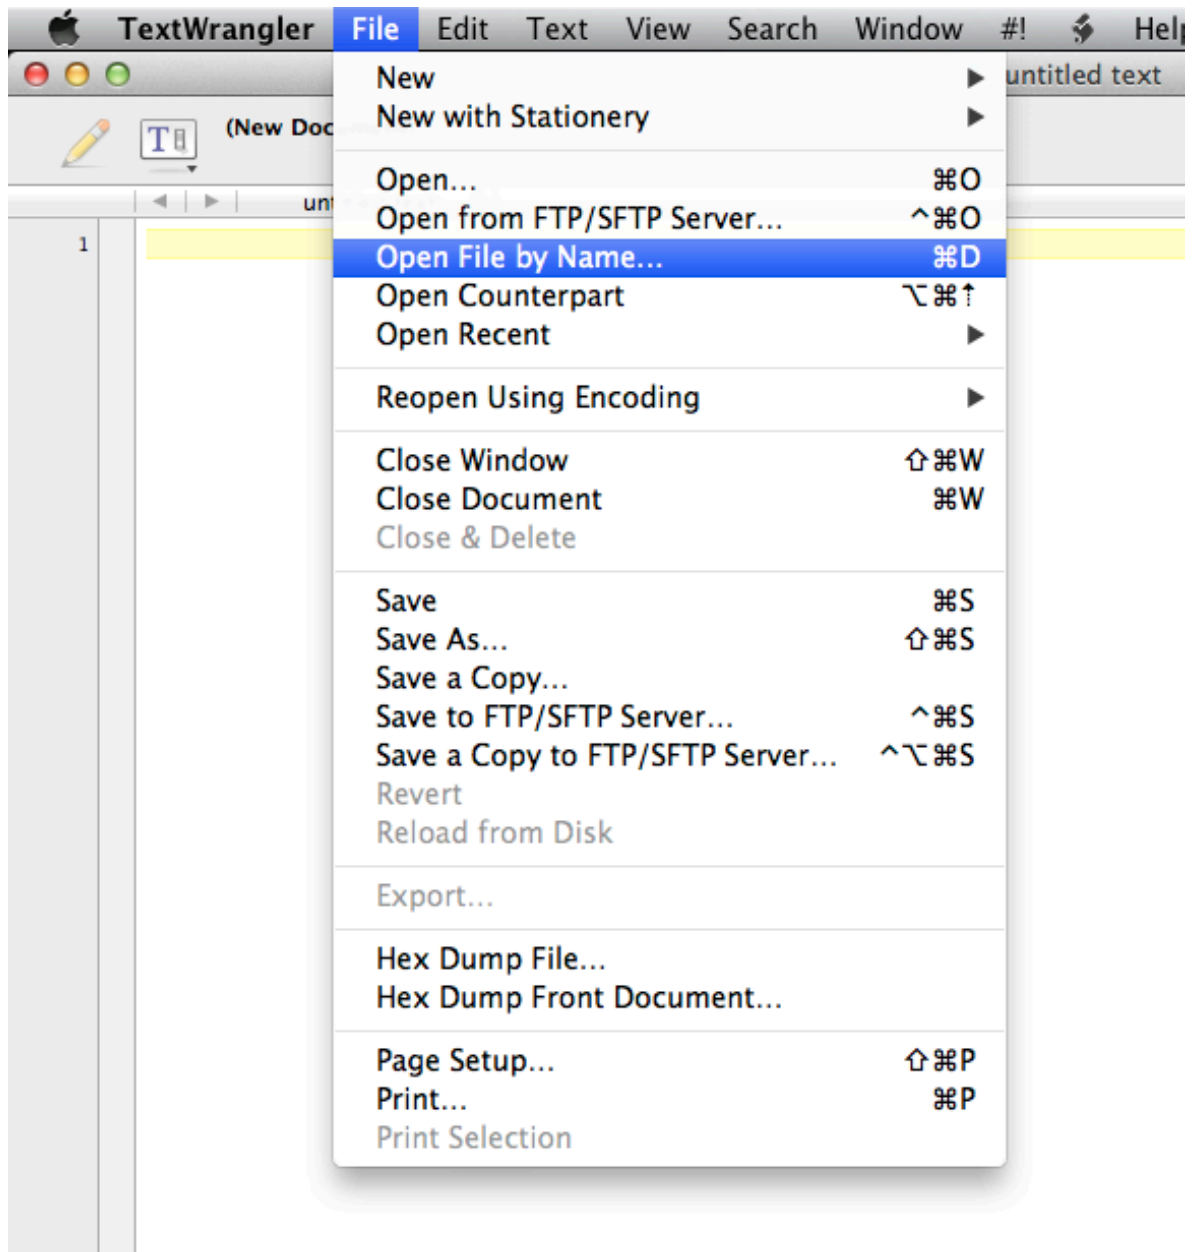 TextWrangler File Edit Text View Search Window #! Help
untitled text
(New Doc
unt
1
New ▶
New with Stationery ▶
Open... ⌘O
Open from FTP/SFTP Server... ^⌘O
Open File by Name... ⌘D
Open Counterpart ⌥⌘↑
Open Recent ▶
Reopen Using Encoding ▶
Close Window ⇧⌘W
Close Document ⌘W
Close & Delete
Save ⌘S
Save As... ⇧⌘S
Save a Copy...
Save to FTP/SFTP Server... ^⌘S
Save a Copy to FTP/SFTP Server... ^⌥⌘S
Revert
Reload from Disk
Export...
Hex Dump File...
Hex Dump Front Document...
Page Setup... ⇧⌘P
Print... ⌘P
Print Selection